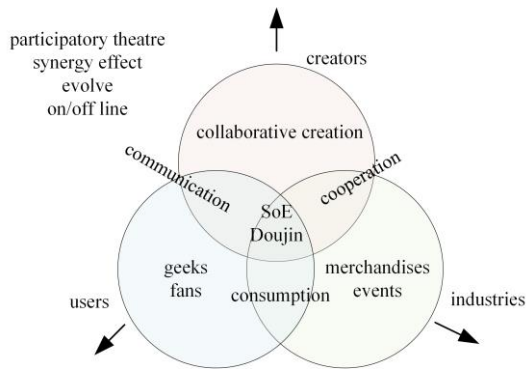 participatory theatre
synergy effect
evolve
on/off line
creators
collaborative creation
communication
cooperation
SoE
Doujin
geeks
fans
merchandises
events
consumption
users
industries